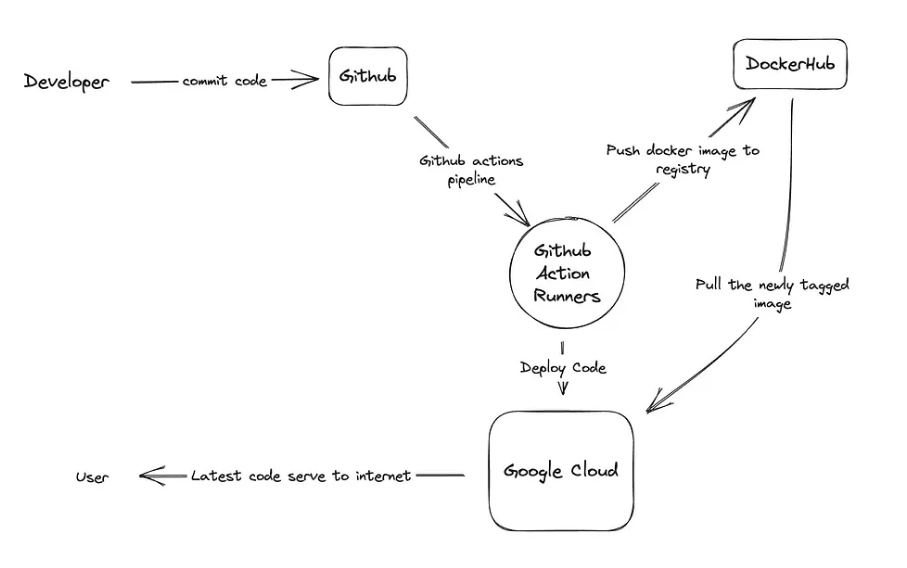 Developer
commit code
Github
DockerHub
Github actions
pipeline
Push docker image to
registry
Github
Action
Runners
Pull the newly tagged
image
Deploy Code
Google Cloud
User
Latest code serve to internet